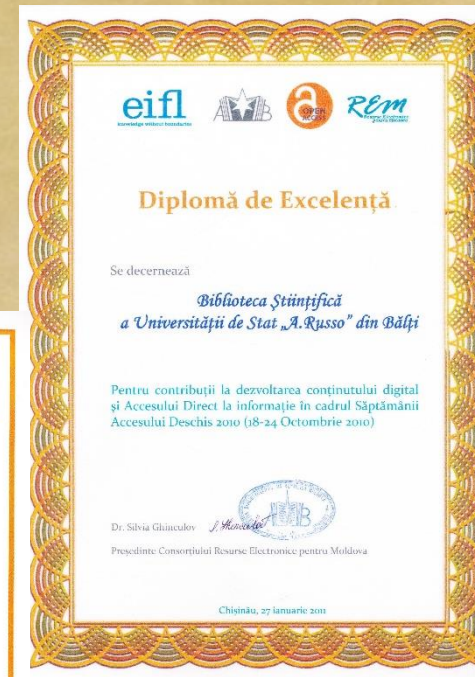 eifl
OPEN ACCESS
REM
Diplomă de Excelență
Se decernează
Biblioteca Științifică
a Universității de Stat „A.Russo” din Bălți
Pentru contribuții la dezvoltarea conținutului digital
și Accesului Direct la informație în cadrul Săptămânii
Accesului Deschis 2010 (18-24 Octombrie 2010)
Dr. Silvia Ghinculov
Președinte Consorțiului Resurse Electronice pentru Moldova
Chișinău, 27 ianuarie 2011